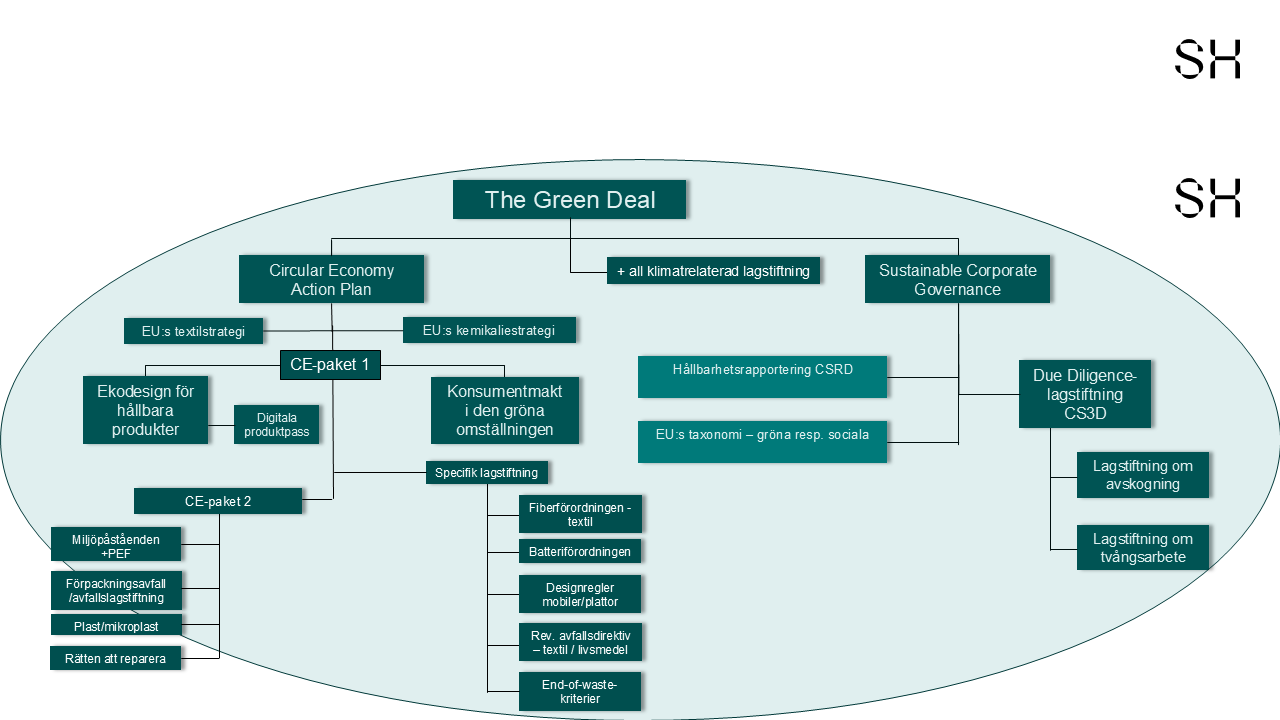 SH
SH
The Green Deal
Circular Economy
Action Plan
+ all klimatrelaterad lagstiftning
Sustainable Corporate
Governance
EU:s textilstrategi
EU:s kemikaliestrategi
CE-paket 1
Ekodesign för
hållbara
produkter
Digitala
produktpass
Konsumentmakt
i den gröna
omställningen
Hållbarhetsrapportering CSRD
EU:s taxonomi – gröna resp. sociala
Due Diligence-
lagstiftning
CS3D
Lagstiftning om
avskogning
Lagstiftning om
tvångsarbete
Specifik lagstiftning
CE-paket 2
Miljöpåståenden
+PEF
Förpackningsavfall
/avfallslagstiftning
Plast/mikroplast
Rätten att reparera
Fiberförordningen -
textil
Batteriförordningen
Designregler
mobiler/plattor
Rev. avfallsdirektiv
– textil / livsmedel
End-of-waste-
kriterier